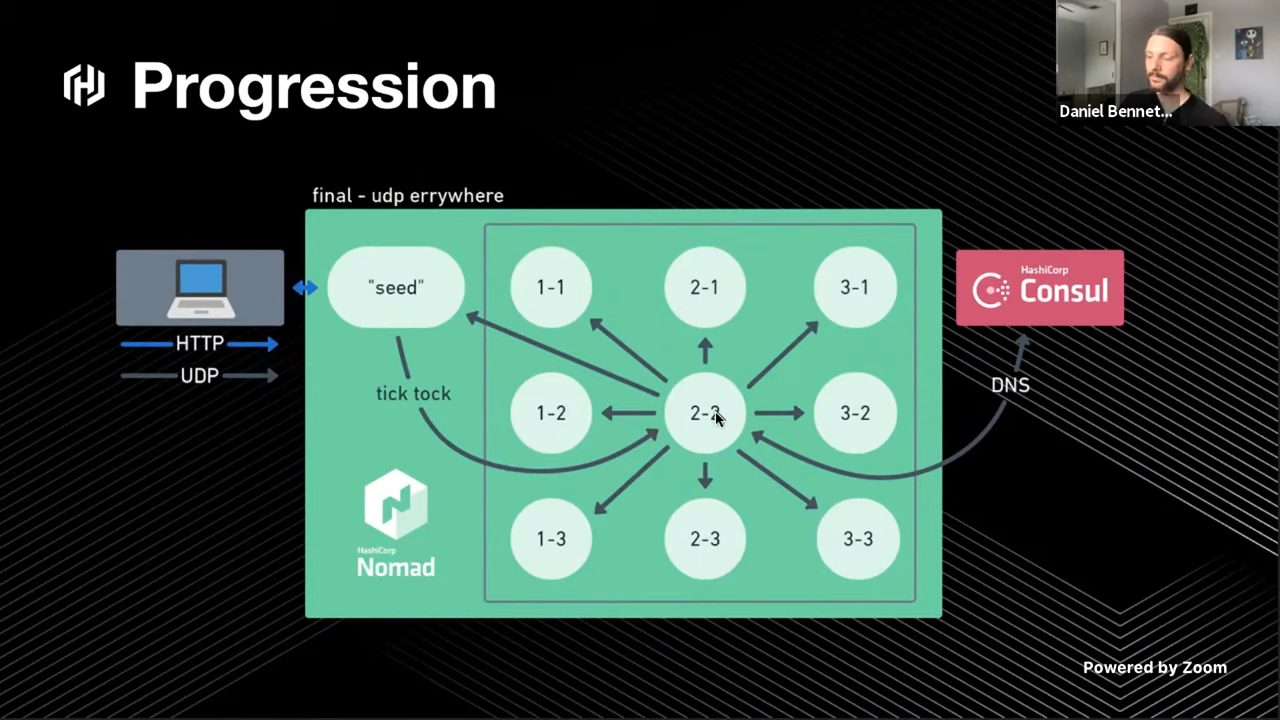 Progression
Daniel Bennet...
final - udp errywhere
"seed"
1-1
2-1
3-1
HashiCorp
Consul
HTTP
UDP
tick tock
DNS
1-2
2-2
3-2
1-3
2-3
3-3
HashiCorp
Nomad
Powered by Zoom